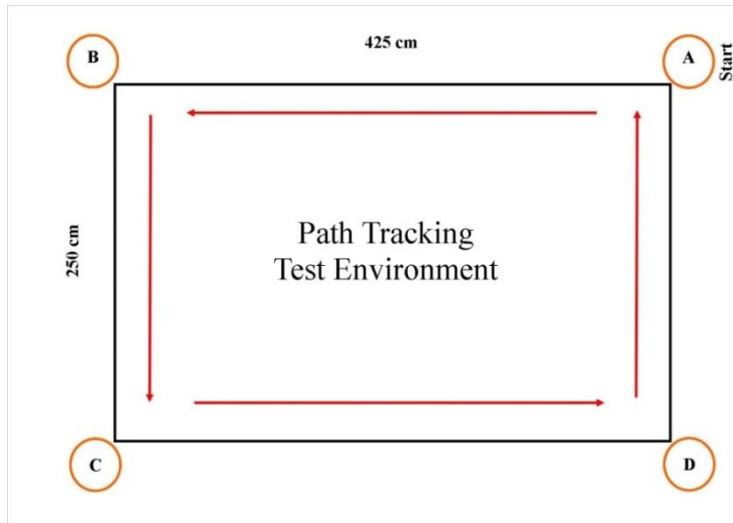 425 cm
B
A
Start
250 cm
Path Tracking
Test Environment
C
D